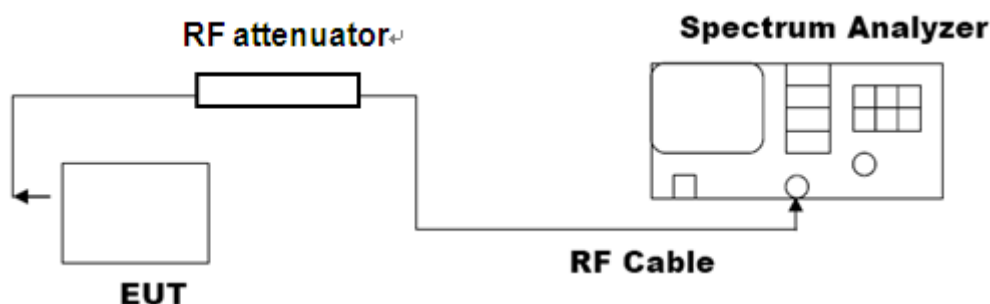 RF attenuator↵
Spectrum Analyzer
RF Cable
EUT